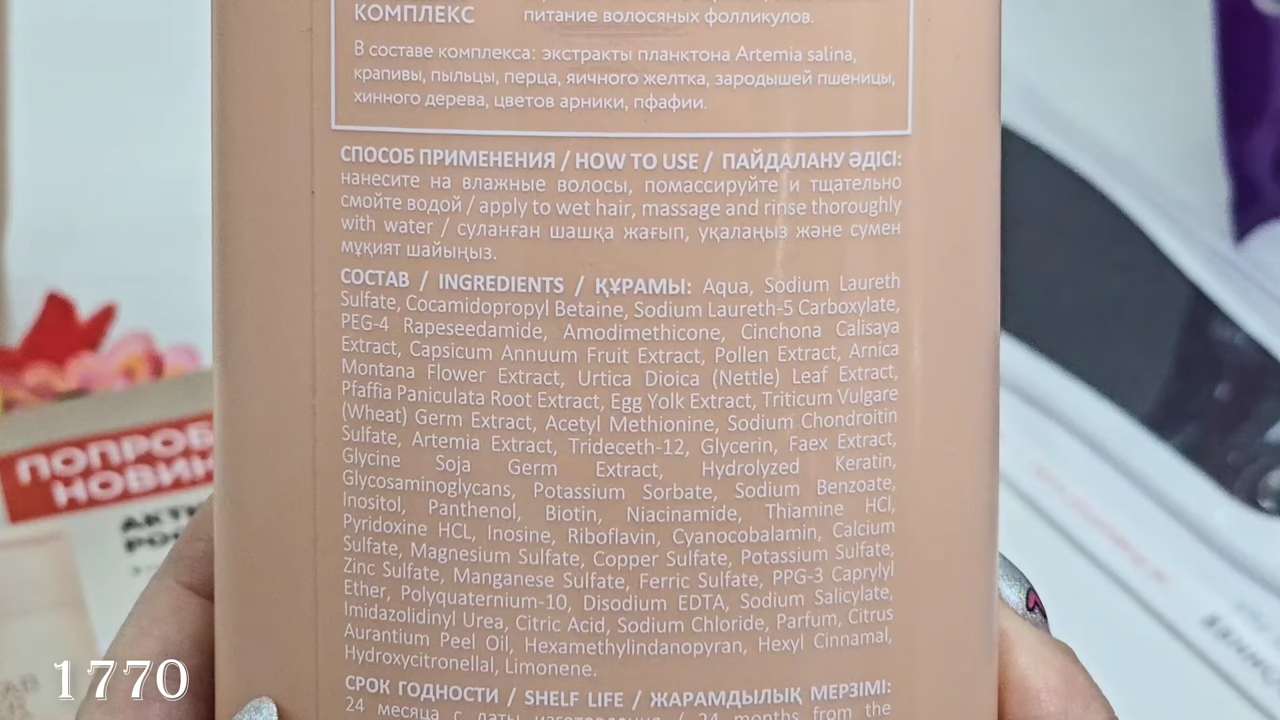 КОМПЛЕКС
питание волосяных фолликулов.
В составе комплекса: экстракты планктона Artemia salina,
крапивы, пыльцы, перца, яичного желтка, зародышей пшеницы,
хинного дерева, цветов арники, пфафии.
СПОСОБ ПРИМЕНЕНИЯ / HOW TO USE / ПАЙДАЛАНУ ӘДІСІ:
нанесите на влажные волосы, помассируйте и тщательно
смойте водой / apply to wet hair, massage and rinse thoroughly
with water / суланған шашқа жағып, уқалаңыз және сумен
мұқият шайыңыз.
СОСТАВ / INGREDIENTS / ҚҰРАМЫ: Aqua, Sodium Laureth
Sulfate, Cocamidopropyl Betaine, Sodium Laureth-5 Carboxylate,
PEG-4 Rapeseedamide, Amodimethicone, Cinchona Calisaya
Extract, Capsicum Annuum Fruit Extract, Pollen Extract, Arnica
Montana Flower Extract, Urtica Dioica (Nettle) Leaf Extract,
Pfaffia Paniculata Root Extract, Egg Yolk Extract, Triticum Vulgare
(Wheat) Germ Extract, Acetyl Methionine, Sodium Chondroitin
Sulfate, Artemia Extract, Trideceth-12, Glycerin, Faex Extract,
Glycine Soja Germ Extract, Hydrolyzed Keratin,
Glycosaminoglycans, Potassium Sorbate, Sodium Benzoate,
Inositol, Panthenol, Biotin, Niacinamide, Thiamine HCl,
Pyridoxine HCL, Inosine, Riboflavin, Cyanocobalamin, Calcium
Sulfate, Magnesium Sulfate, Copper Sulfate, Potassium Sulfate,
Zinc Sulfate, Manganese Sulfate, Ferric Sulfate, PPG-3 Caprylyl
Ether, Polyquaternium-10, Disodium EDTA, Sodium Salicylate,
Imidazolidinyl Urea, Citric Acid, Sodium Chloride, Parfum, Citrus
Aurantium Peel Oil, Hexamethylindanopyran, Hexyl Cinnamal,
Hydroxycitronellal, Limonene.
СРОК ГОДНОСТИ / SHELF LIFE / ЖАРАМДЫЛЫҚ МЕРЗІМІ:
24 месяца с даты изготовления / 24 months from the
ПОПРОБ
НОВИН
АКТИ
РОС
1770